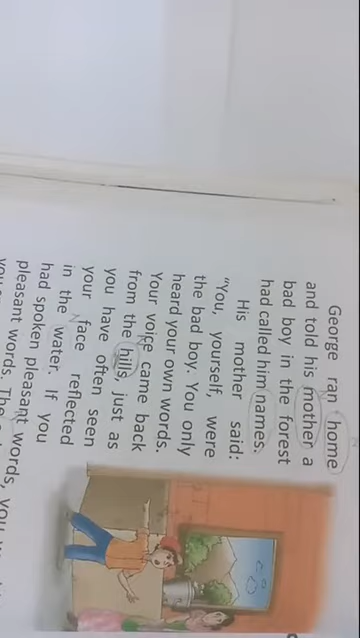 George ran home
and told his mother a
bad boy in the forest
had called him names.
His mother said:
"You, yourself, were
the bad boy. You only
heard your own words.
Your voice came back
from the hills, just as
you have often seen
your face reflected
in the water. If you
had spoken pleasant
pleasant words. The words, you